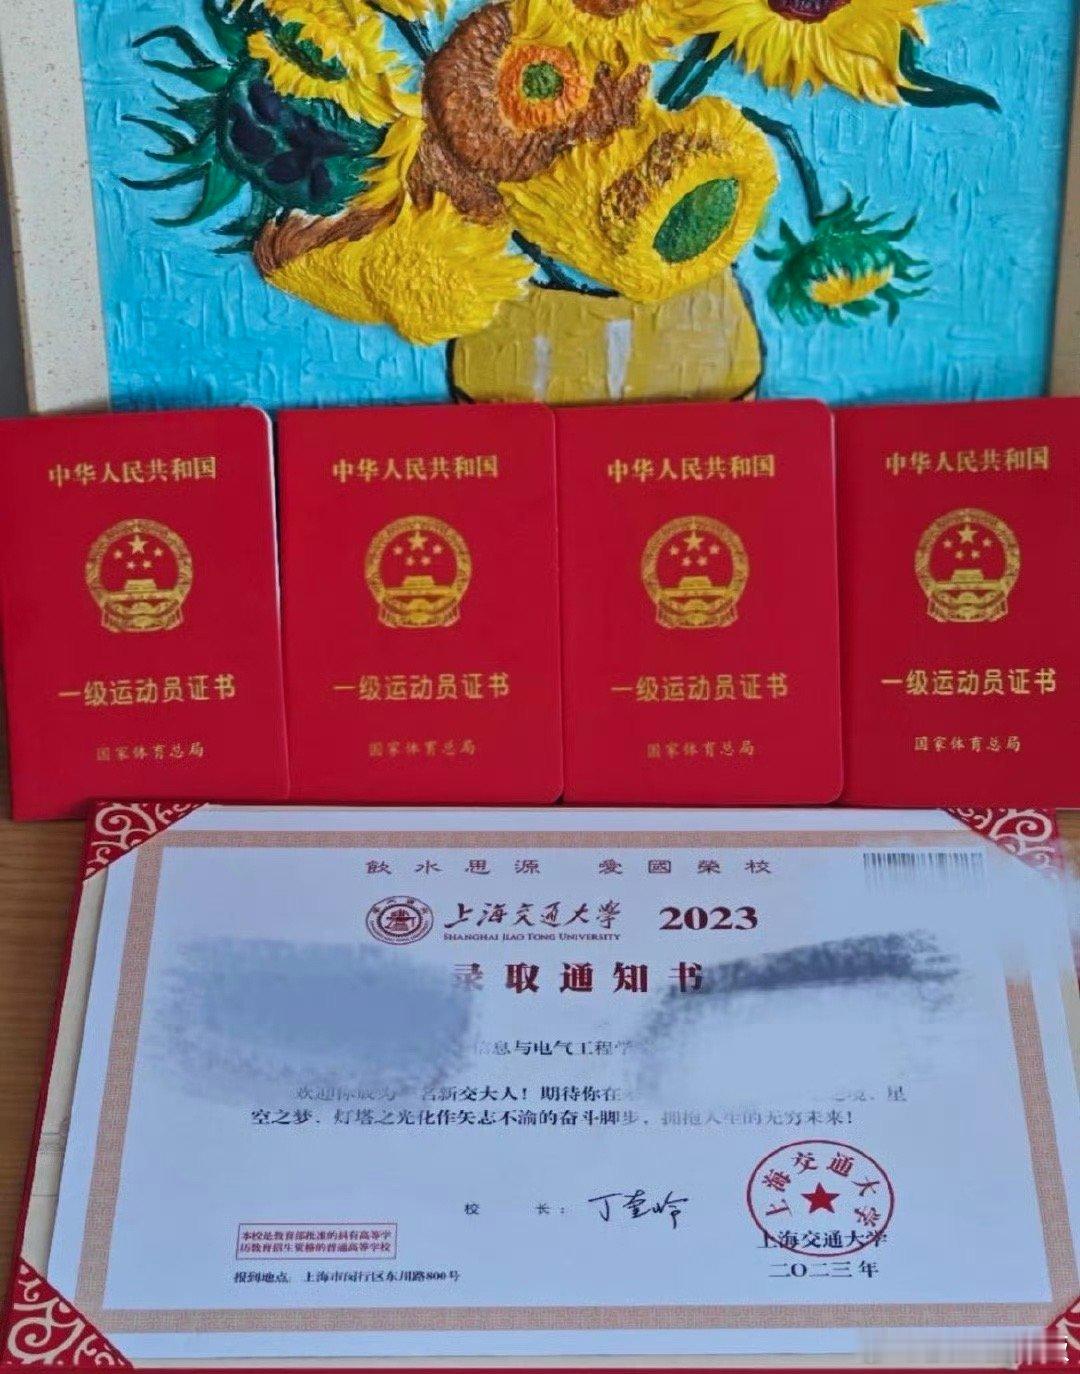 中华人民共和国
一级运动员证书
国家体育总局
中华人民共和国
一级运动员证书
国家体育总局
中华人民共和国
一级运动员证书
国家体育总局
中华人民共和国
一级运动员证书
国家体育总局
飲水思源 愛國榮校
上海交通大学 2023
SHANGHAI JIAO TONG UNIVERSITY
录取通知书
信息与电气工程学
欢迎你成为一名新交大人！期待你在 星
空之梦、灯塔之光化作矢志不渝的奋斗脚步，拥抱人生的无穷未来！
校 长：丁奎岭
上海交通大学
上海交通大学
二〇二三年
本校是教育部批准的具有高等学
历教育招生资格的普通高等学校
报到地点：上海市闵行区东川路800号